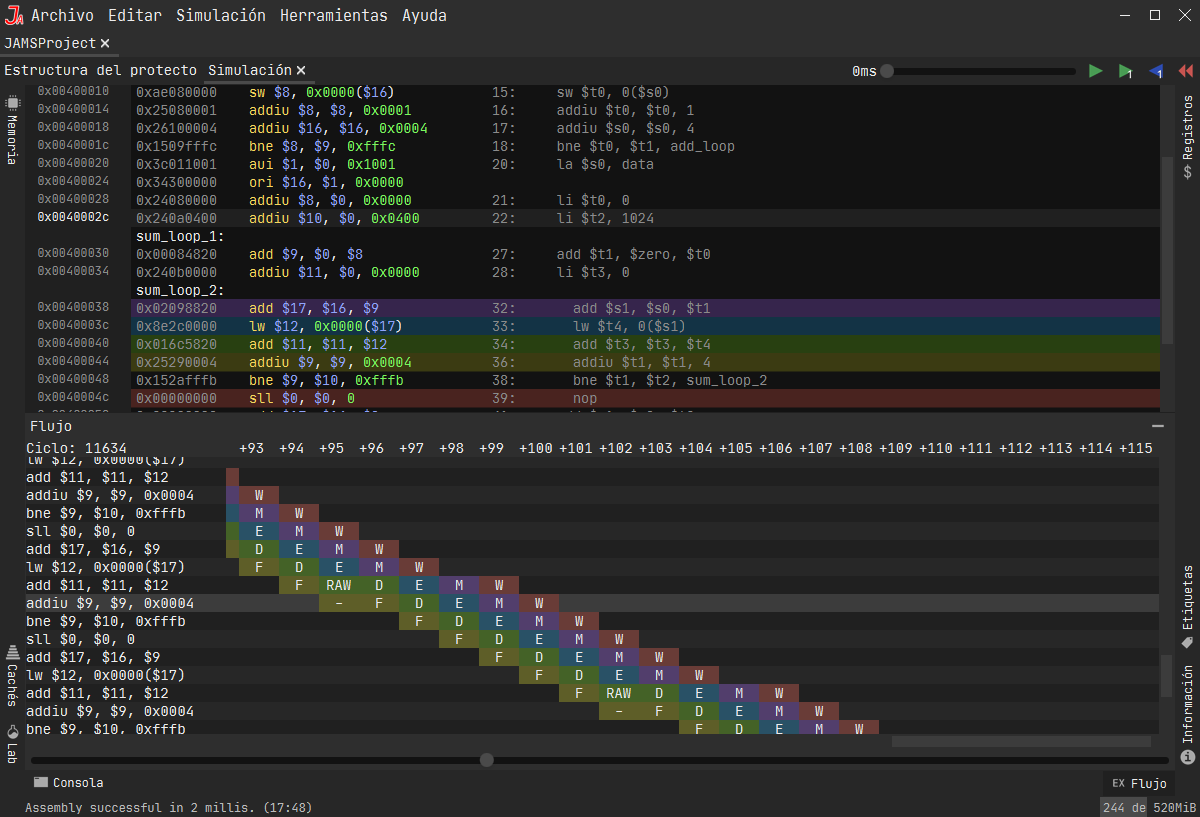 JA Archivo Editar Simulación Herramientas Ayuda
JAMSProject
Estructura del protecto Simulación 0ms 1 1
0x00400010 0xae080000 sw $8, 0x0000($16) 15: sw $t0, 0($s0)
0x00400014 0x25080001 addiu $8, $8, 0x0001 16: addiu $t0, $t0, 1
0x00400018 0x26100004 addiu $16, $16, 0x0004 17: addiu $s0, $s0, 4
0x0040001c 0x1509fffc bne $8, $9, 0xfffc 18: bne $t0, $t1, add_loop
0x00400020 0x3c011001 aui $1, $0, 0x1001 20: la $s0, data
0x00400024 0x34300000 ori $16, $1, 0x0000
0x00400028 0x24080000 addiu $8, $0, 0x0000 21: li $t0, 0
0x0040002c 0x240a0400 addiu $10, $0, 0x0400 22: li $t2, 1024
sum_loop_1:
0x00400030 0x00084820 add $9, $0, $8 27: add $t1, $zero, $t0
0x00400034 0x240b0000 addiu $11, $0, 0x0000 28: li $t3, 0
sum_loop_2:
0x00400038 0x02098820 add $17, $16, $9 32: add $s1, $s0, $t1
0x0040003c 0x8e2c0000 lw $12, 0x0000($17) 33: lw $t4, 0($s1)
0x00400040 0x016c5820 add $11, $11, $12 34: add $t3, $t3, $t4
0x00400044 0x25290004 addiu $9, $9, 0x0004 36: addiu $t1, $t1, 4
0x00400048 0x152afffb bne $9, $10, 0xfffb 38: bne $t1, $t2, sum_loop_2
0x0040004c 0x00000000 sll $0, $0, 0 39: nop
Memoria
Registros
$
Flujo
Ciclo: 11634 +93 +94 +95 +96 +97 +98 +99 +100 +101 +102 +103 +104 +105 +106 +107 +108 +109 +110 +111 +112 +113 +114 +115
lw $12, 0x0000($17)
add $11, $11, $12
addiu $9, $9, 0x0004 W
bne $9, $10, 0xfffb M W
sll $0, $0, 0 E M W
add $17, $16, $9 D E M W
lw $12, 0x0000($17) F D E M W
add $11, $11, $12 F RAW D E M W
addiu $9, $9, 0x0004 - F D E M W
bne $9, $10, 0xfffb F D E M W
sll $0, $0, 0 F D E M W
add $17, $16, $9 F D E M W
lw $12, 0x0000($17) F D E M W
add $11, $11, $12 F RAW D E M W
addiu $9, $9, 0x0004 - F D E M W
bne $9, $10, 0xfffb F D E M W
Cachés
Lab
Etiquetas
Información
Consola EX Flujo
Assembly successful in 2 millis. (17:48) 244 de 520MiB